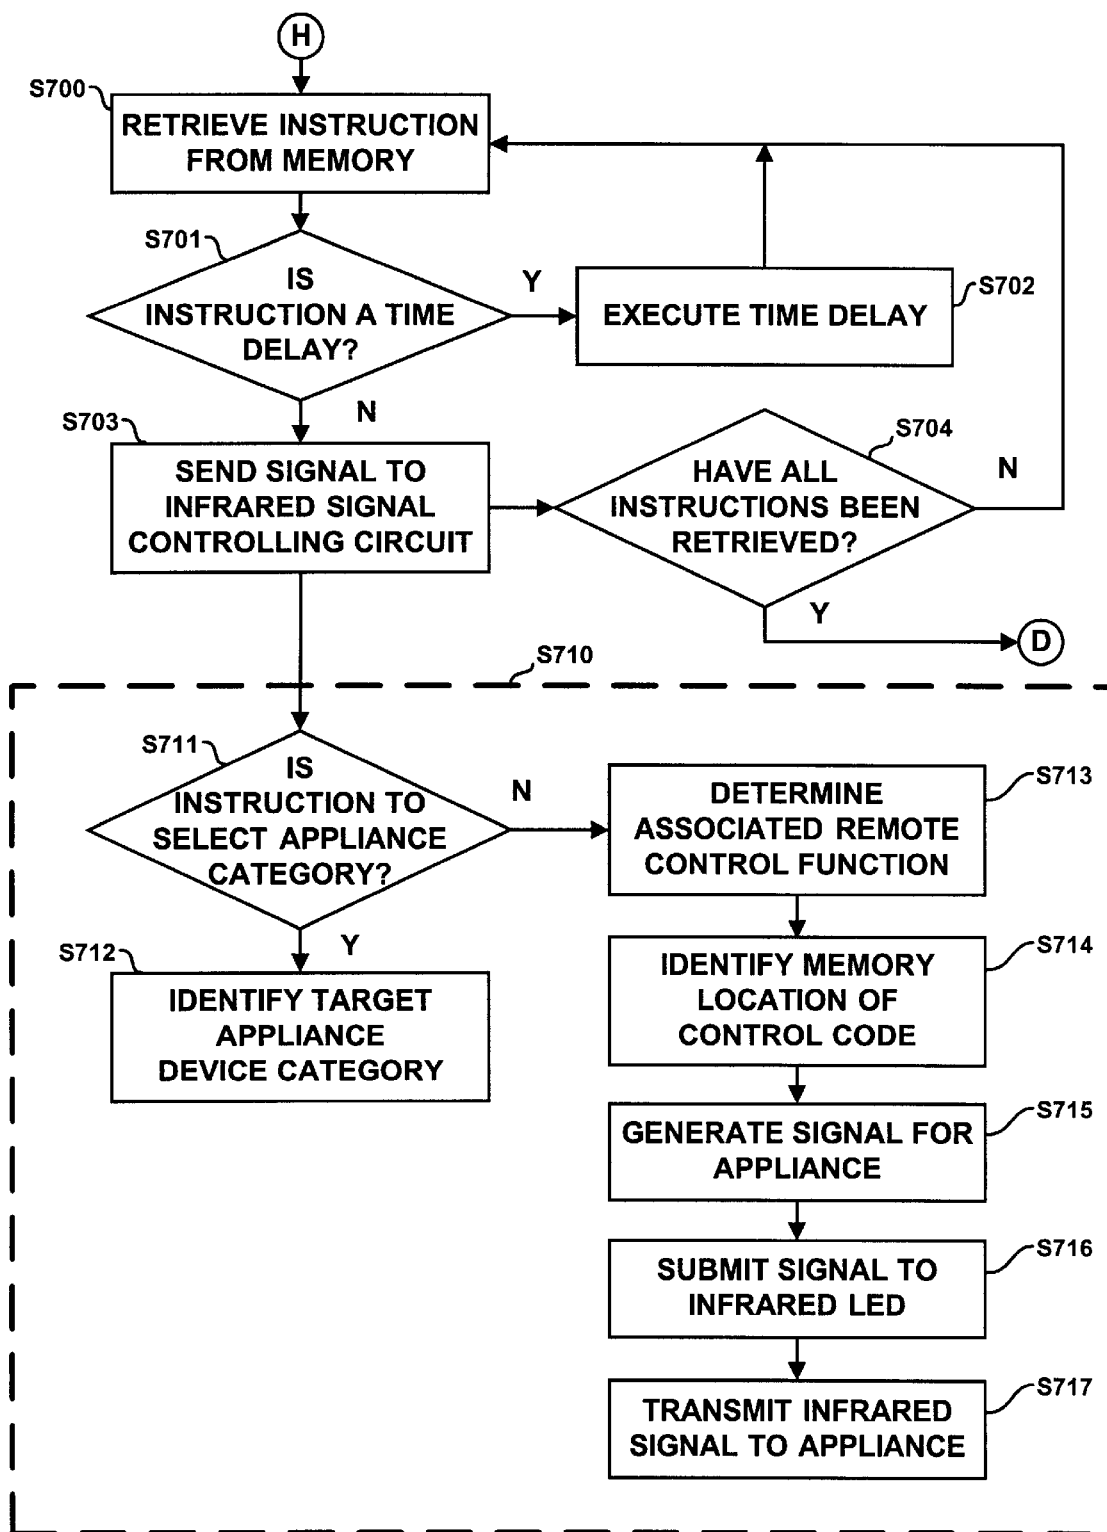 H
S700
RETRIEVE INSTRUCTION
FROM MEMORY
S701
IS
INSTRUCTION A TIME
DELAY?
Y
EXECUTE TIME DELAY
S702
N
S703
SEND SIGNAL TO
INFRARED SIGNAL
CONTROLLING CIRCUIT
S704
HAVE ALL
INSTRUCTIONS BEEN
RETRIEVED?
N
Y
D
S710
S711
IS
INSTRUCTION TO
SELECT APPLIANCE
CATEGORY?
N
Y
S712
IDENTIFY TARGET
APPLIANCE
DEVICE CATEGORY
S713
DETERMINE
ASSOCIATED REMOTE
CONTROL FUNCTION
S714
IDENTIFY MEMORY
LOCATION OF
CONTROL CODE
S715
GENERATE SIGNAL FOR
APPLIANCE
S716
SUBMIT SIGNAL TO
INFRARED LED
S717
TRANSMIT INFRARED
SIGNAL TO APPLIANCE